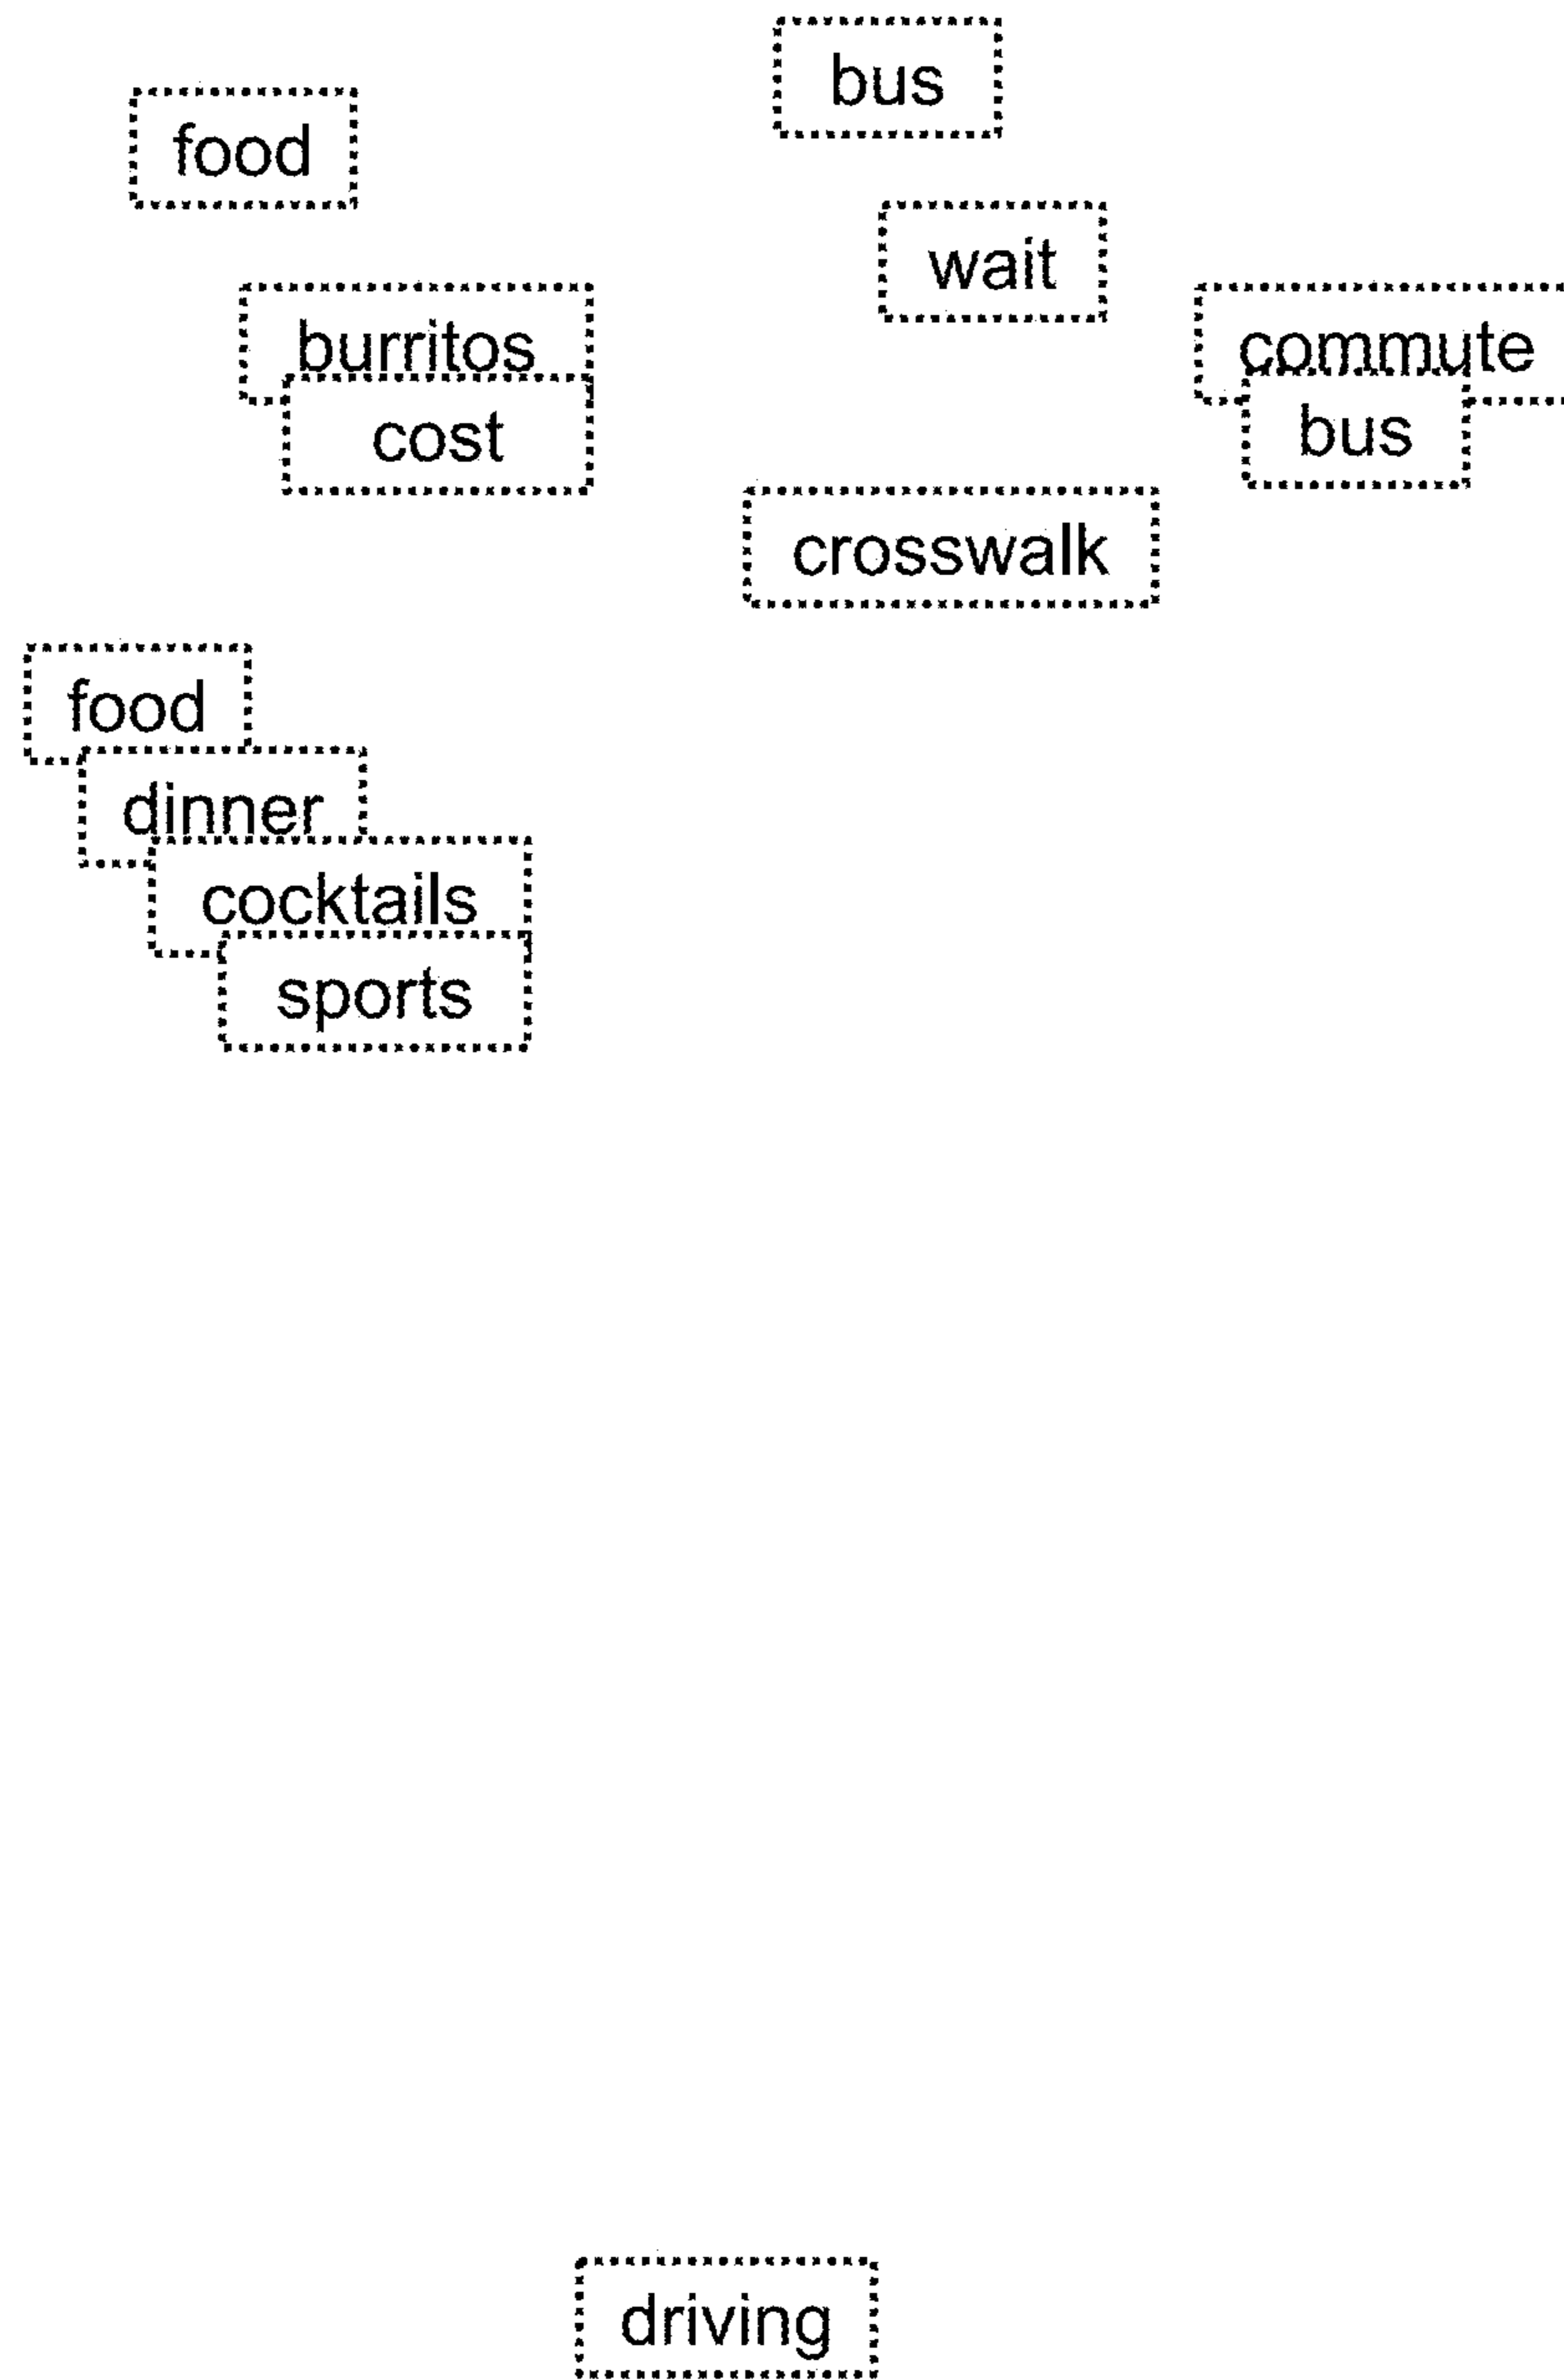 bus
food
wait
burritos
commute
cost
bus
crosswalk
food
dinner
cocktails
sports
driving